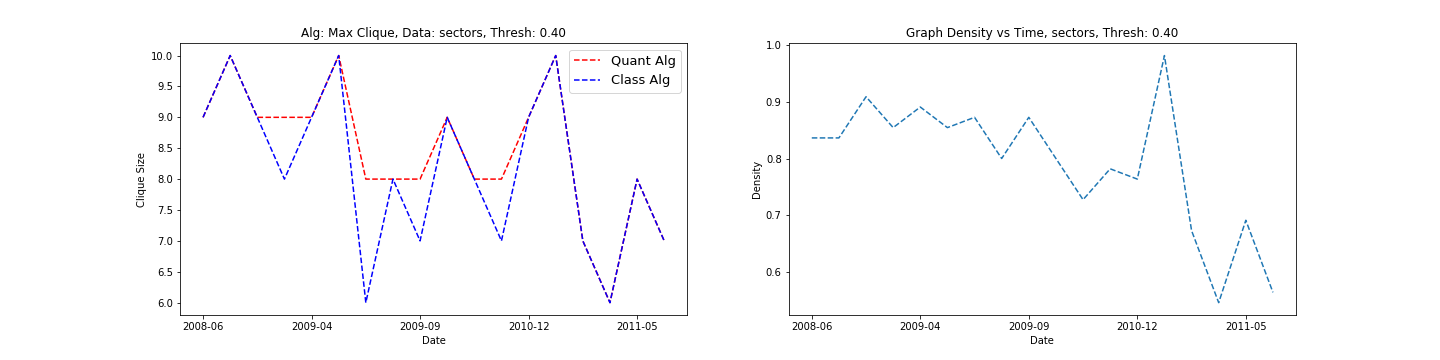 Alg: Max Clique, Data: sectors, Thresh: 0.40
Quant Alg
Class Alg
10.0
9.5
9.0
8.5
8.0
7.5
7.0
6.5
6.0
Clique Size
2008-06 2009-04 2009-09 2010-12 2011-05
Date
Graph Density vs Time, sectors, Thresh: 0.40
1.0
0.9
0.8
0.7
0.6
Density
2008-06 2009-04 2009-09 2010-12 2011-05
Date